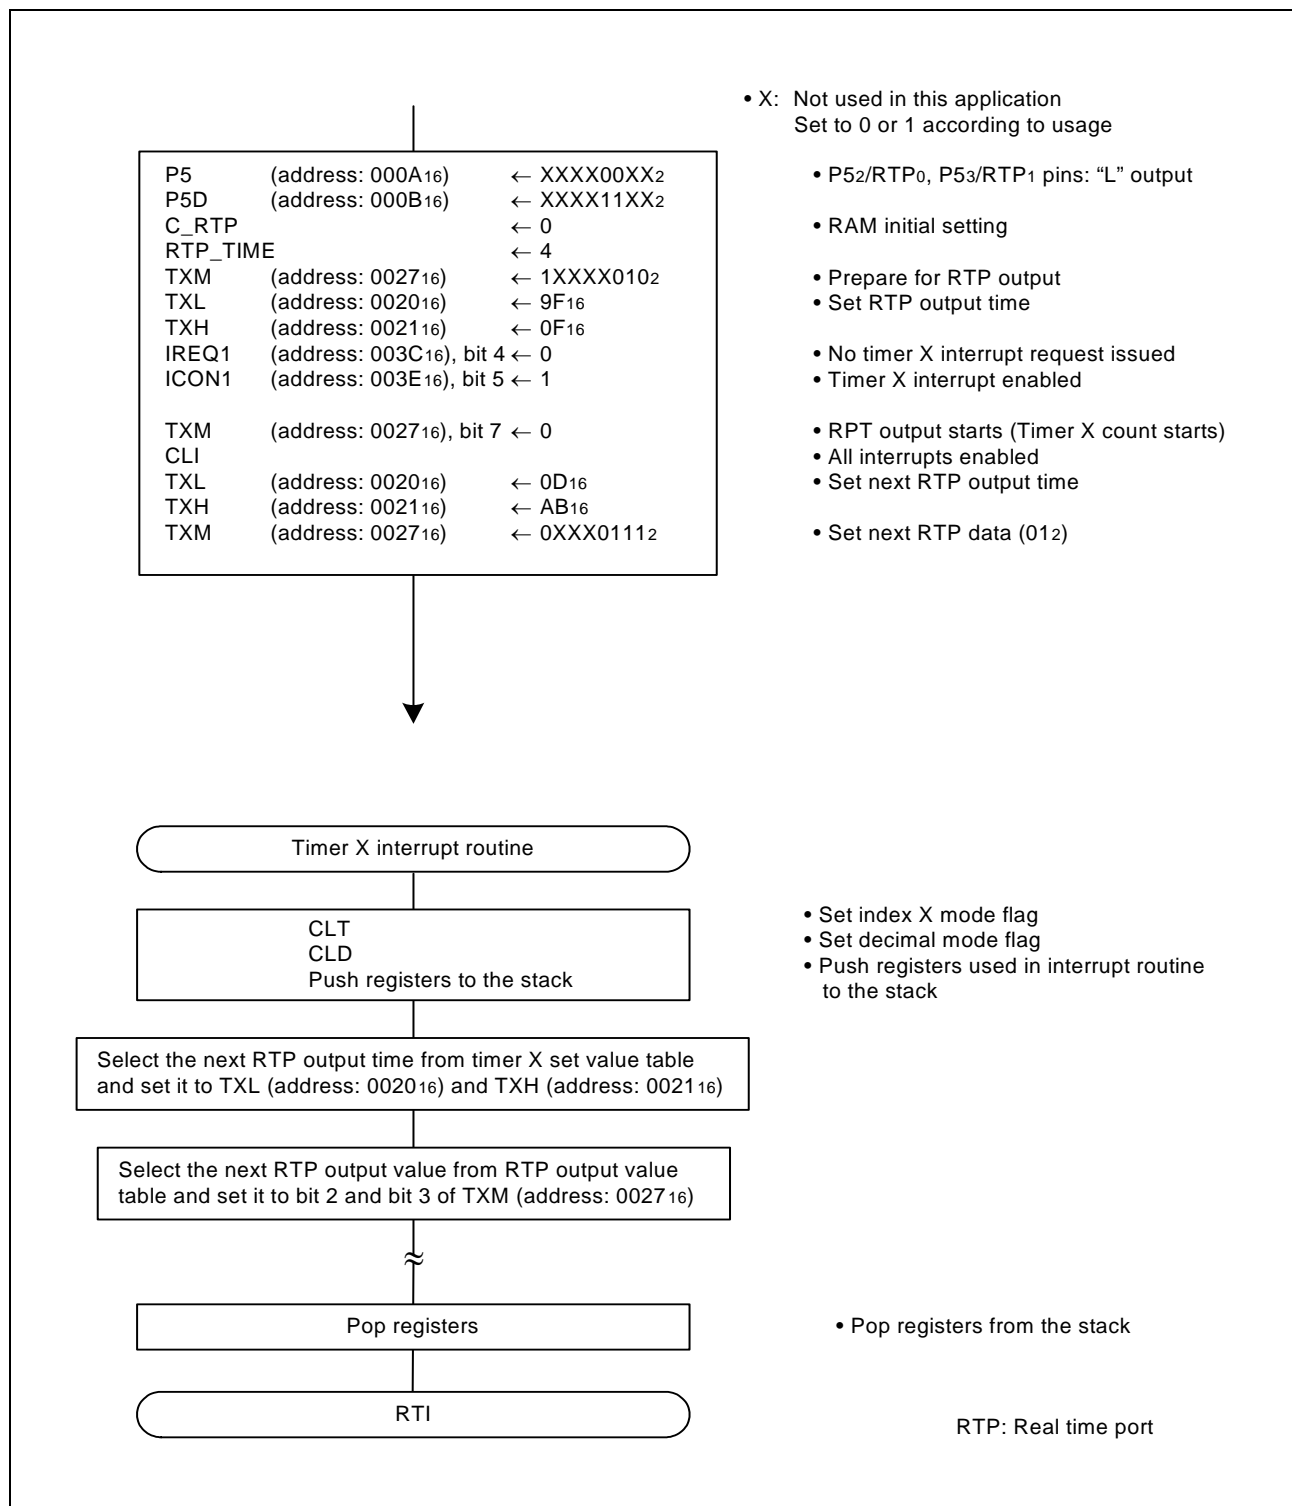 • X: Not used in this application
Set to 0 or 1 according to usage
P5 (address: 000A16) ← XXXX00XX2 • P52/RTP0, P53/RTP1 pins: “L” output
P5D (address: 000B16) ← XXXX11XX2
C_RTP ← 0 • RAM initial setting
RTP_TIME ← 4
TXM (address: 002716) ← 1XXXX0102 • Prepare for RTP output
TXL (address: 002016) ← 9F16 • Set RTP output time
TXH (address: 002116) ← 0F16
IREQ1 (address: 003C16), bit 4 ← 0 • No timer X interrupt request issued
ICON1 (address: 003E16), bit 5 ← 1 • Timer X interrupt enabled
TXM (address: 002716), bit 7 ← 0 • RPT output starts (Timer X count starts)
CLI • All interrupts enabled
TXL (address: 002016) ← 0D16 • Set next RTP output time
TXH (address: 002116) ← AB16
TXM (address: 002716) ← 0XXX01112 • Set next RTP data (012)
Timer X interrupt routine
CLT • Set index X mode flag
CLD • Set decimal mode flag
Push registers to the stack • Push registers used in interrupt routine
to the stack
Select the next RTP output time from timer X set value table
and set it to TXL (address: 002016) and TXH (address: 002116)
Select the next RTP output value from RTP output value
table and set it to bit 2 and bit 3 of TXM (address: 002716)
≈
Pop registers • Pop registers from the stack
RTI
RTP: Real time port